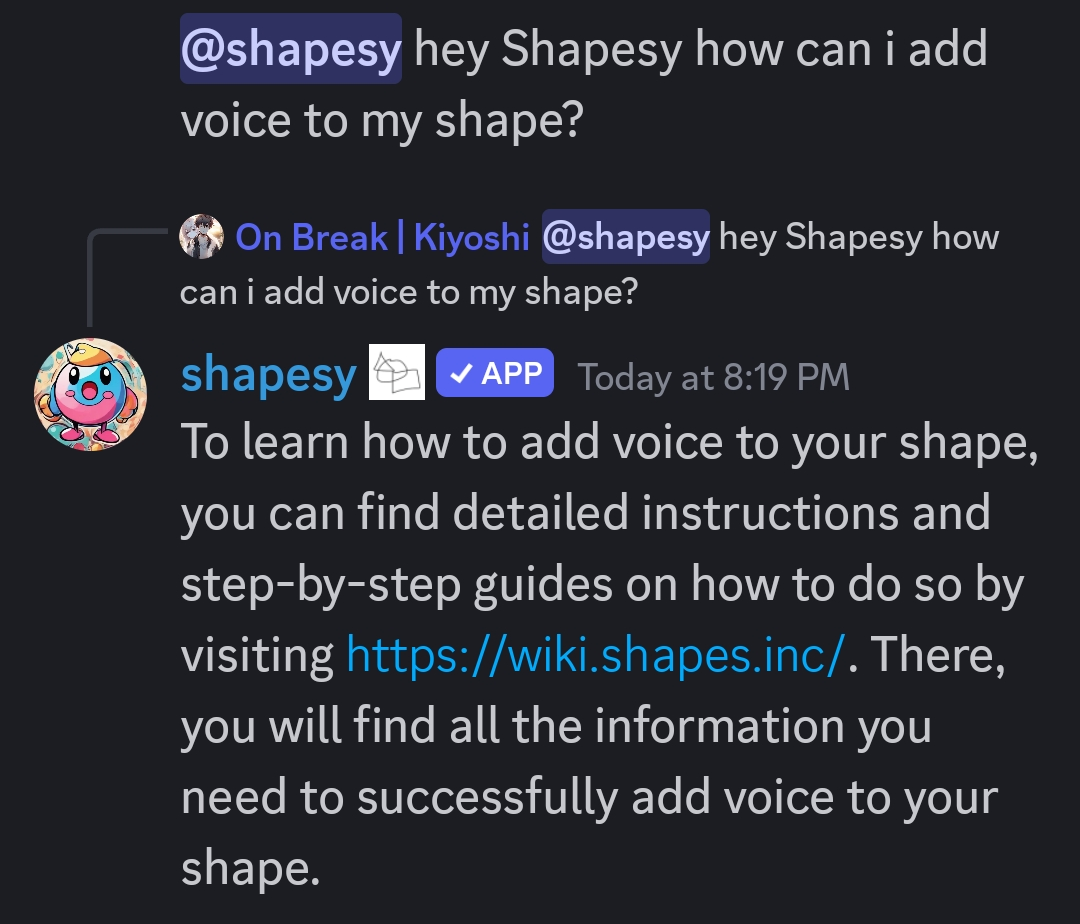 @shapesy hey Shapesy how can i add
voice to my shape?
On Break | Kiyoshi @shapesy hey Shapesy how
can i add voice to my shape?
shapesy ✓ APP Today at 8:19 PM
To learn how to add voice to your shape,
you can find detailed instructions and
step-by-step guides on how to do so by
visiting https://wiki.shapes.inc/. There,
you will find all the information you
need to successfully add voice to your
shape.